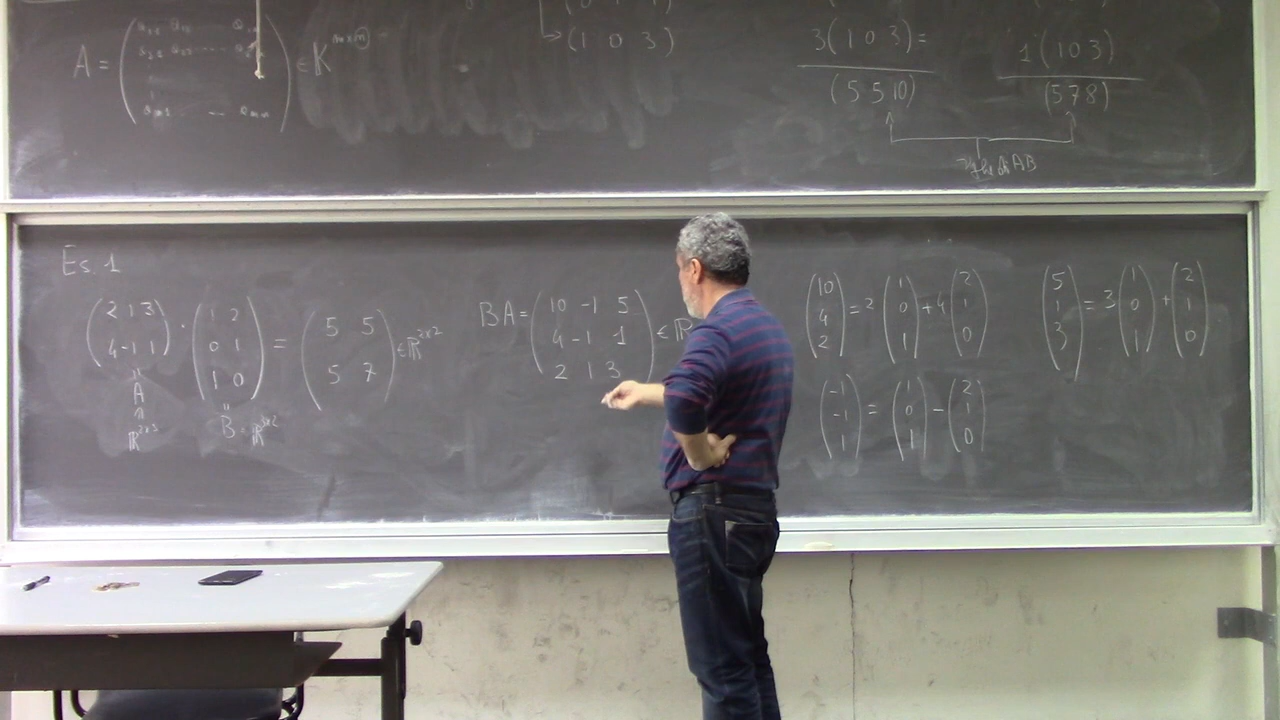 A = ( a₁₁ a₁₂ a₁ₙ
a₂₁ a₂₂ ··· a₂ₙ
⋮
aₘ₁ ··· aₘₙ ) ∈ K^{m×n}
↳ (1 0 3)
3(1 0 3) =
(5 5 10)
1(1 0 3)
(5 7 8)
AB
Es. 1
(2 1 3
4 -1 1) · (1 2
0 1
1 0) = (5 5
5 7) ∈ ℝ^{2×2}
A
ℝ^{2×3}
B ∈ ℝ^{3×2}
BA = (10 -1 5
4 -1 1
2 1 3) ∈ ℝ
(10
4
2) = 2 (1
0
1) + 4 (2
1
0)
(5
1
3) = 3 (1
0
1) + (2
1
0)
(-1
-1
1) = (1
0
1) - (2
1
0)